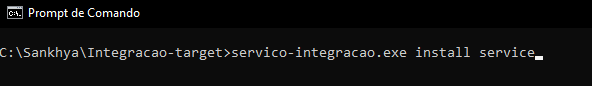 Prompt de Comando
C:\Sankhya\Integracao-target>servico-integracao.exe install service